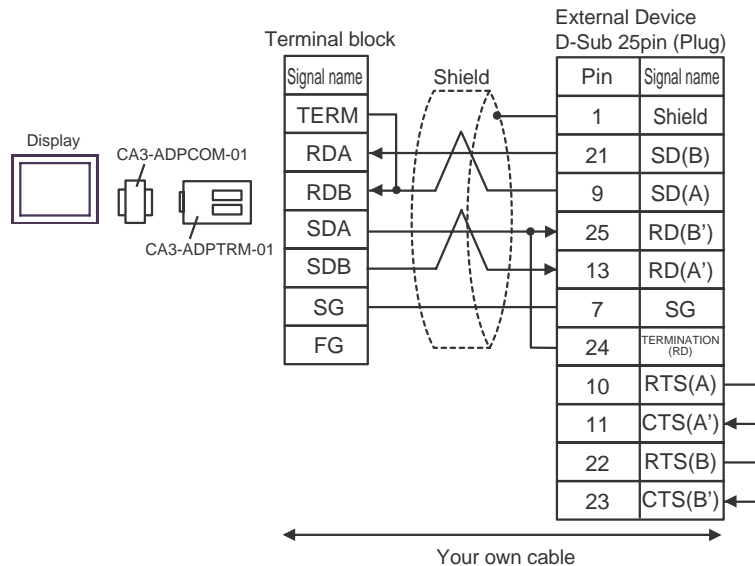 External Device
D-Sub 25pin (Plug)
Terminal block
Signal name
Shield
Pin
Signal name
TERM
1
Shield
Display
CA3-ADPCOM-01
RDA
21
SD(B)
RDB
9
SD(A)
CA3-ADPTRM-01
SDA
25
RD(B')
SDB
13
RD(A')
SG
7
SG
FG
24
TERMINATION
(RD)
10
RTS(A)
11
CTS(A')
22
RTS(B)
23
CTS(B')
Your own cable